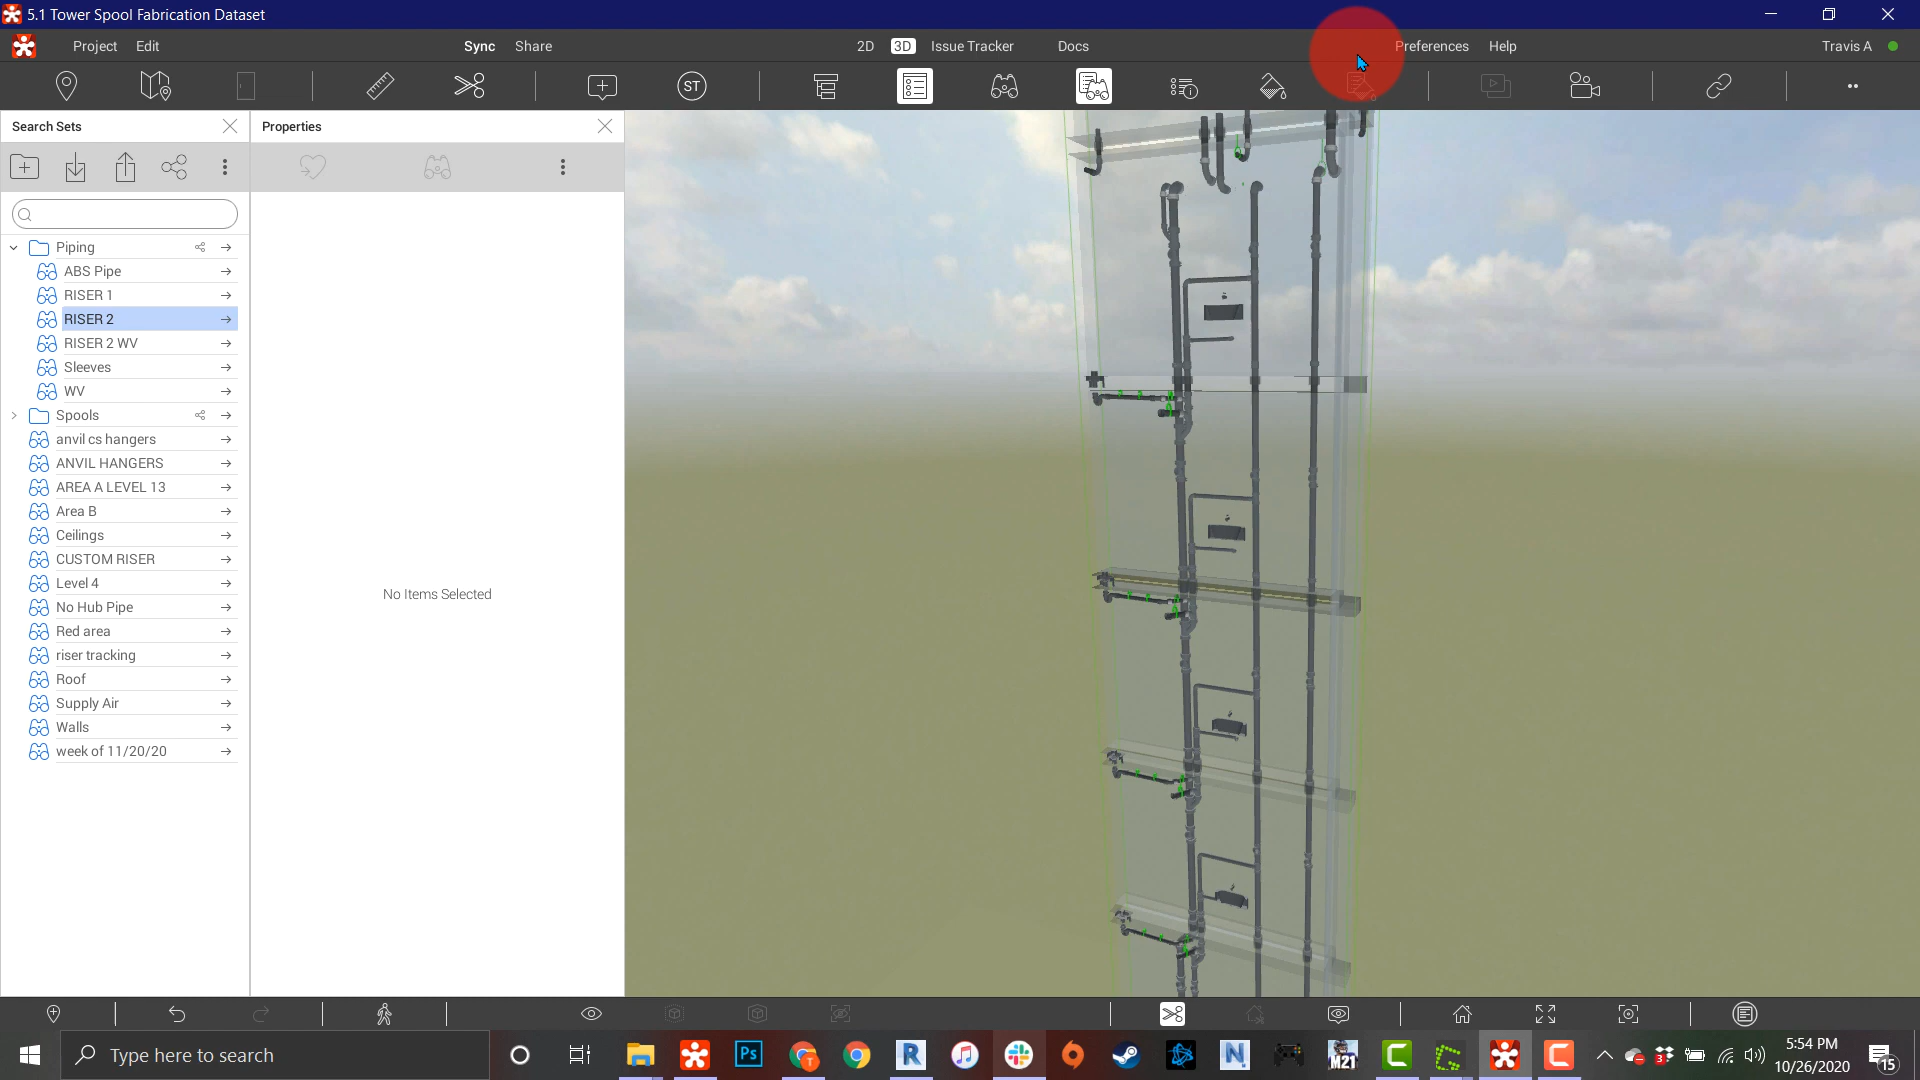 5.1 Tower Spool Fabrication Dataset
Project Edit Sync Share 2D 3D Issue Tracker Docs Preferences Help Travis A
ST
Search Sets
Properties
Piping
ABS Pipe
RISER 1
RISER 2
RISER 2 WV
Sleeves
WV
Spools
anvil cs hangers
ANVIL HANGERS
AREA A LEVEL 13
Area B
Ceilings
CUSTOM RISER
Level 4
No Hub Pipe
Red area
riser tracking
Roof
Supply Air
Walls
week of 11/20/20
No Items Selected
Type here to search
Ps
T
R
N
M21
C
C
3
5:54 PM
10/26/2020
15